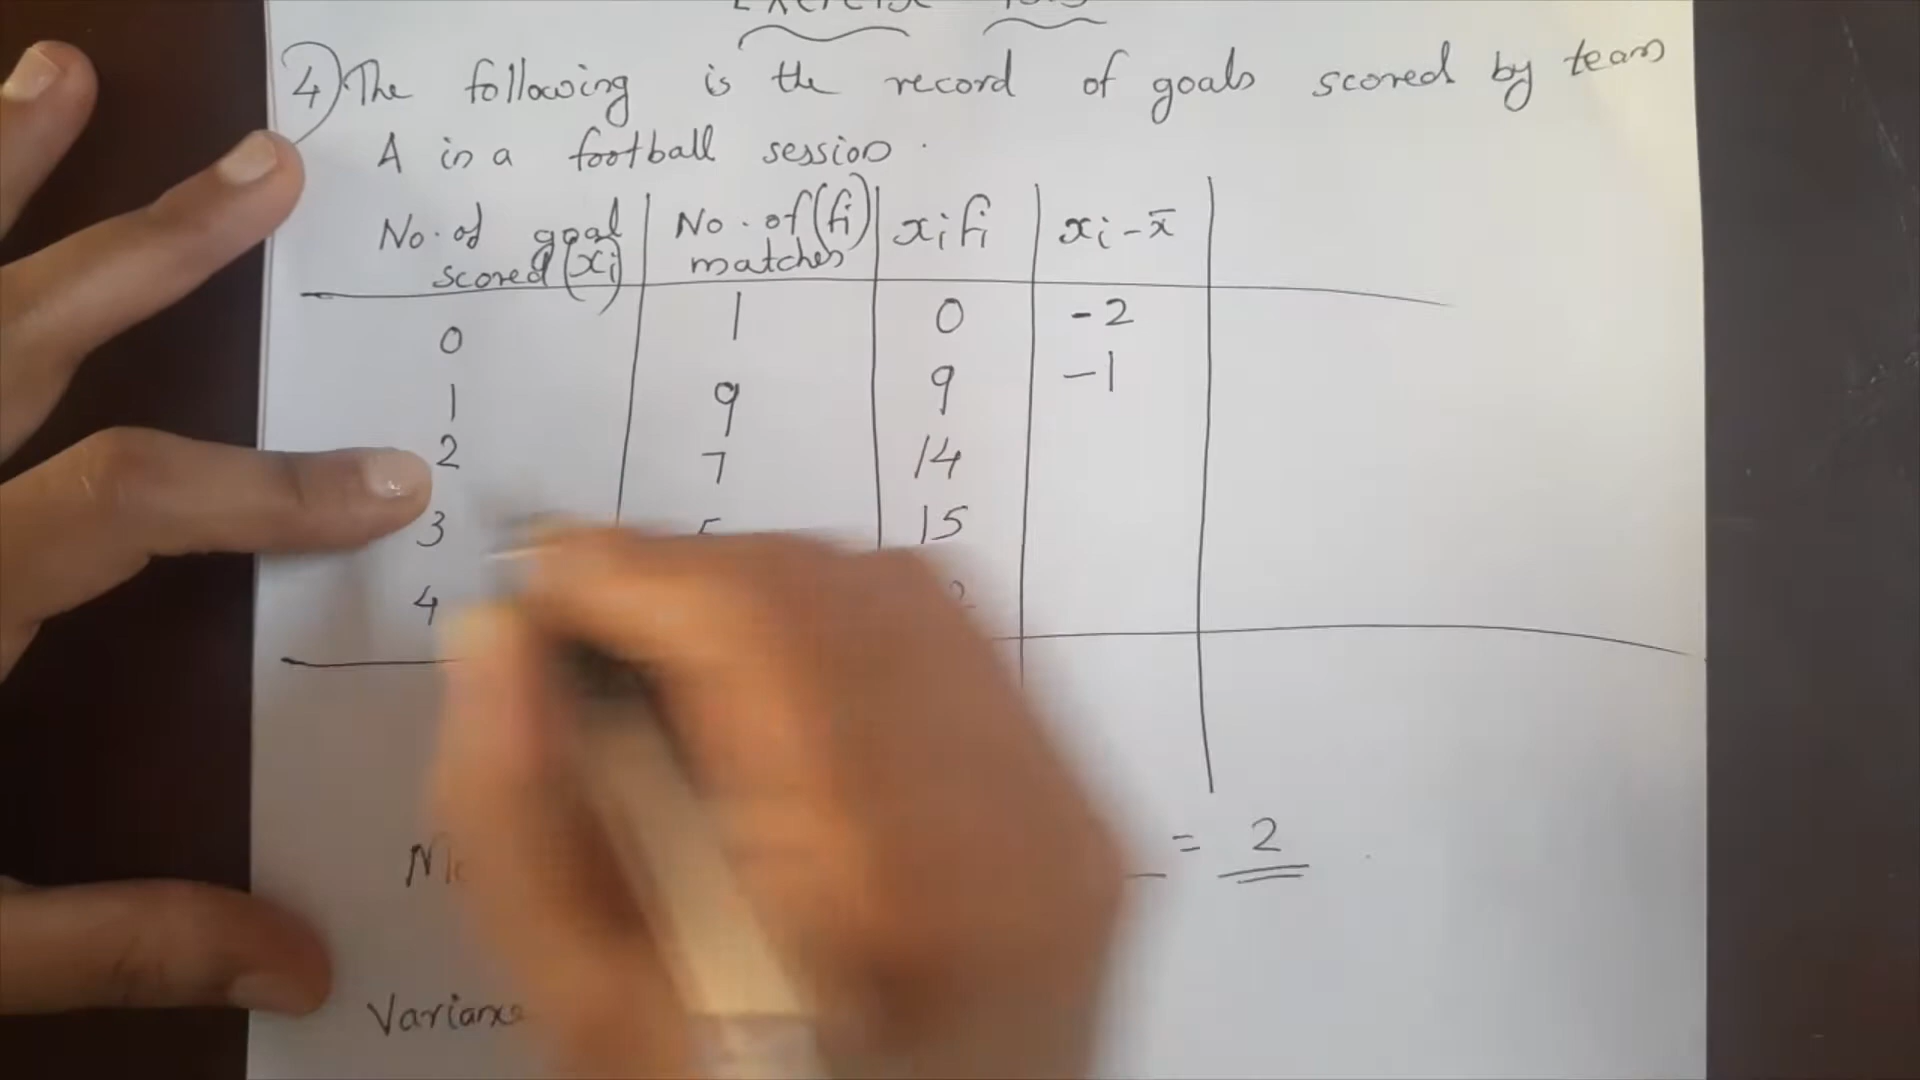 4) The following is the record of goals scored by team
A in a football session.
No. of goal scored (xi) | No. of (fi) matches | xi fi | xi - x̄
0 | 1 | 0 | -2
1 | 9 | 9 | -1
2 | 7 | 14
3 | 15
4
= 2
Variance